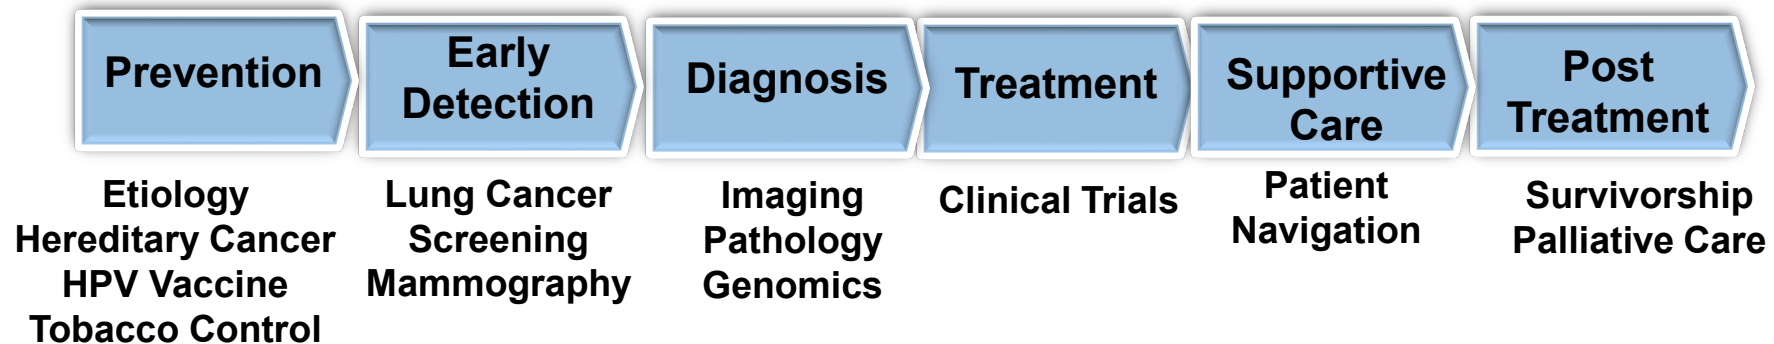 Prevention
Early
Detection
Diagnosis
Treatment
Supportive
Care
Post
Treatment
Etiology
Hereditary Cancer
HPV Vaccine
Tobacco Control
Lung Cancer
Screening
Mammography
Imaging
Pathology
Genomics
Clinical Trials
Patient
Navigation
Survivorship
Palliative Care